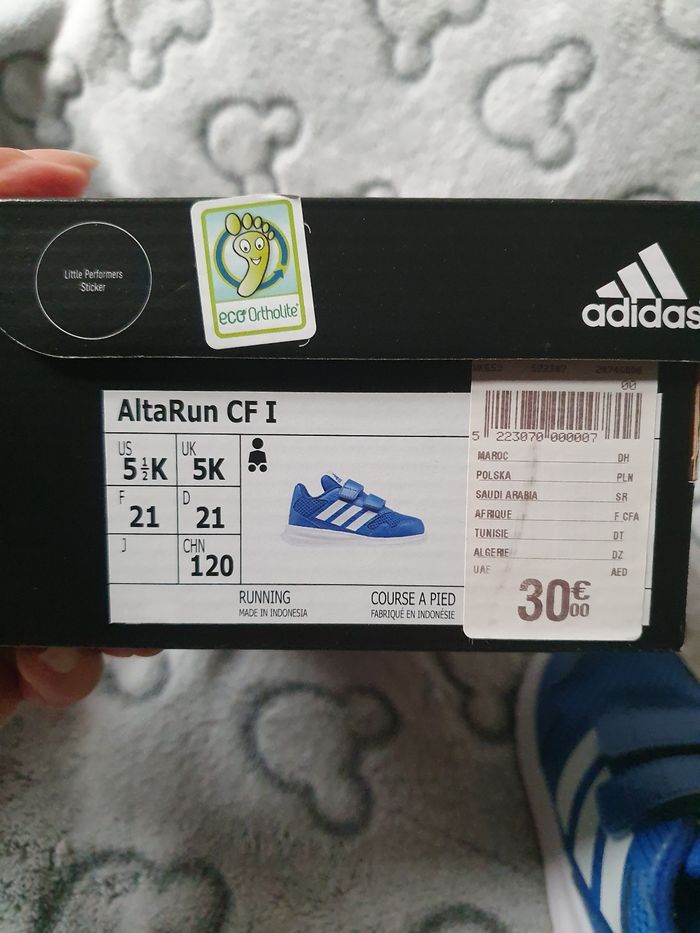 Little Performers
Sticker
eco Ortholite®
adidas
AltaRun CF I
US
5 ½K
UK
5K
F
21
D
21
J
CHN
120
RUNNING
MADE IN INDONESIA
COURSE A PIED
FABRIQUÉ EN INDONÉSIE
522307
00
5 223070 000007
MAROC DH
POLSKA PLN
SAUDI ARABIA SR
AFRIQUE F CFA
TUNISIE DT
ALGERIE DZ
UAE AED
30€00